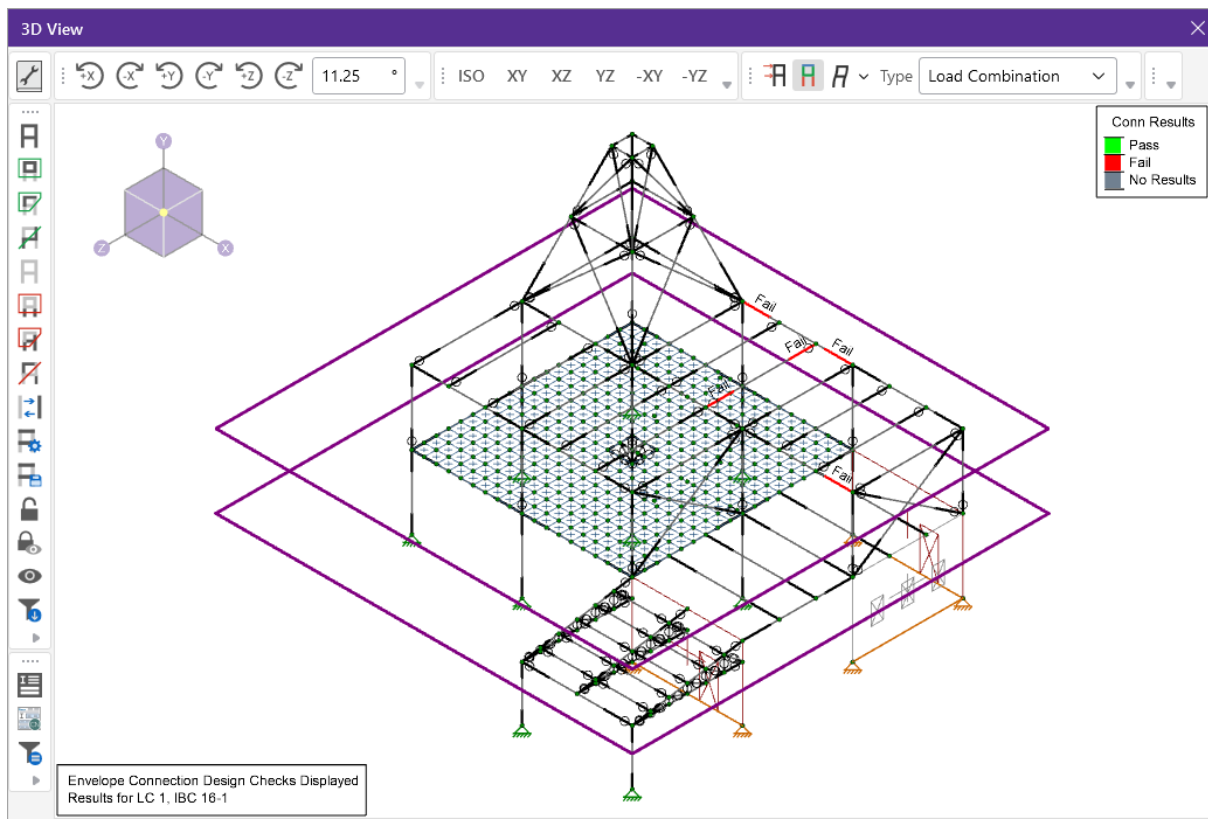 3D View
+X -X +Y -Y +Z -Z 11.25 ° ISO XY XZ YZ -XY -YZ Type Load Combination
Conn Results
Pass
Fail
No Results
Y
Z
X
Fail
Fail
Fail
Fail
Fail
Envelope Connection Design Checks Displayed
Results for LC 1, IBC 16-1